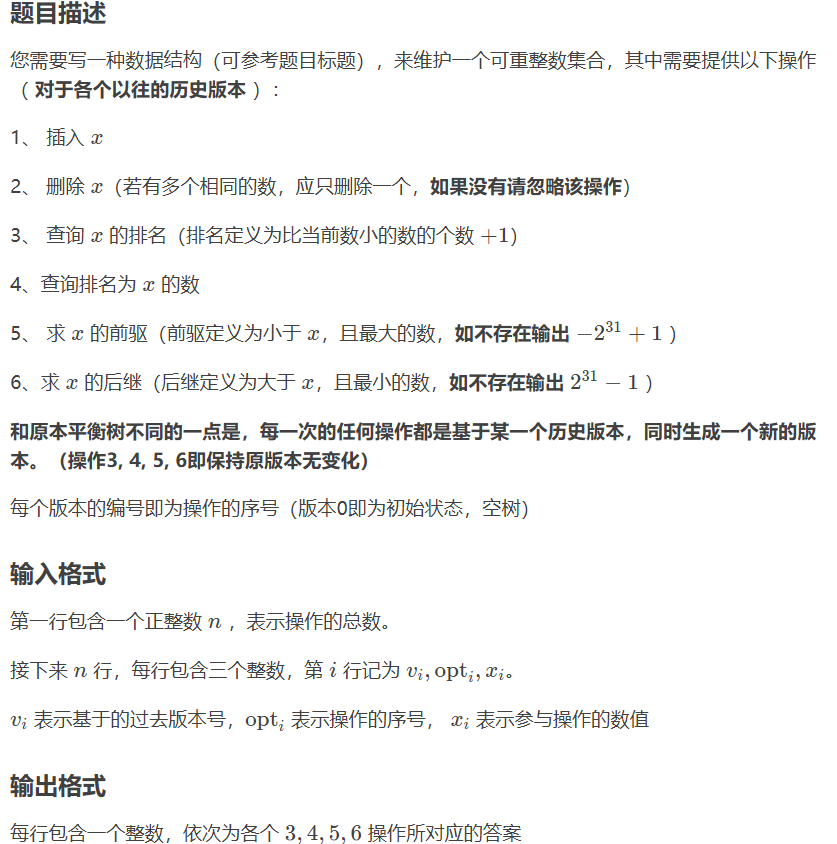 题目描述
您需要写一种数据结构（可参考题目标题），来维护一个可重整数集合，其中需要提供以下操作
（ 对于各个以往的历史版本 ）：
1、 插入 x
2、 删除 x（若有多个相同的数，应只删除一个，如果没有请忽略该操作）
3、 查询 x 的排名（排名定义为比当前数小的数的个数 +1）
4、查询排名为 x 的数
5、 求 x 的前驱（前驱定义为小于 x，且最大的数，如不存在输出 −2^31 + 1 ）
6、求 x 的后继（后继定义为大于 x，且最小的数，如不存在输出 2^31 − 1 ）
和原本平衡树不同的一点是，每一次的任何操作都是基于某一个历史版本，同时生成一个新的版
本。（操作3, 4, 5, 6即保持原版本无变化）
每个版本的编号即为操作的序号（版本0即为初始状态，空树）
输入格式
第一行包含一个正整数 n ，表示操作的总数。
接下来 n 行，每行包含三个整数，第 i 行记为 v_i, opt_i, x_i。
v_i 表示基于的过去版本号，opt_i 表示操作的序号， x_i 表示参与操作的数值
输出格式
每行包含一个整数，依次为各个 3, 4, 5, 6 操作所对应的答案